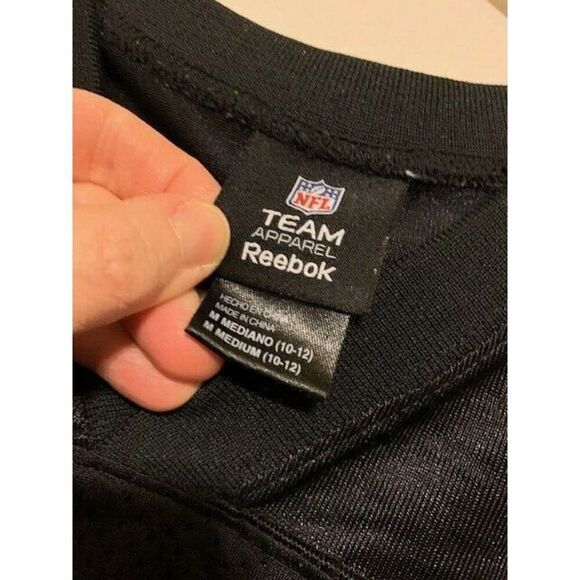 NFL
TEAM
APPAREL
Reebok
HECHO EN CHINA
MADE IN CHINA
M MEDIANO (10-12)
M MEDIUM (10-12)